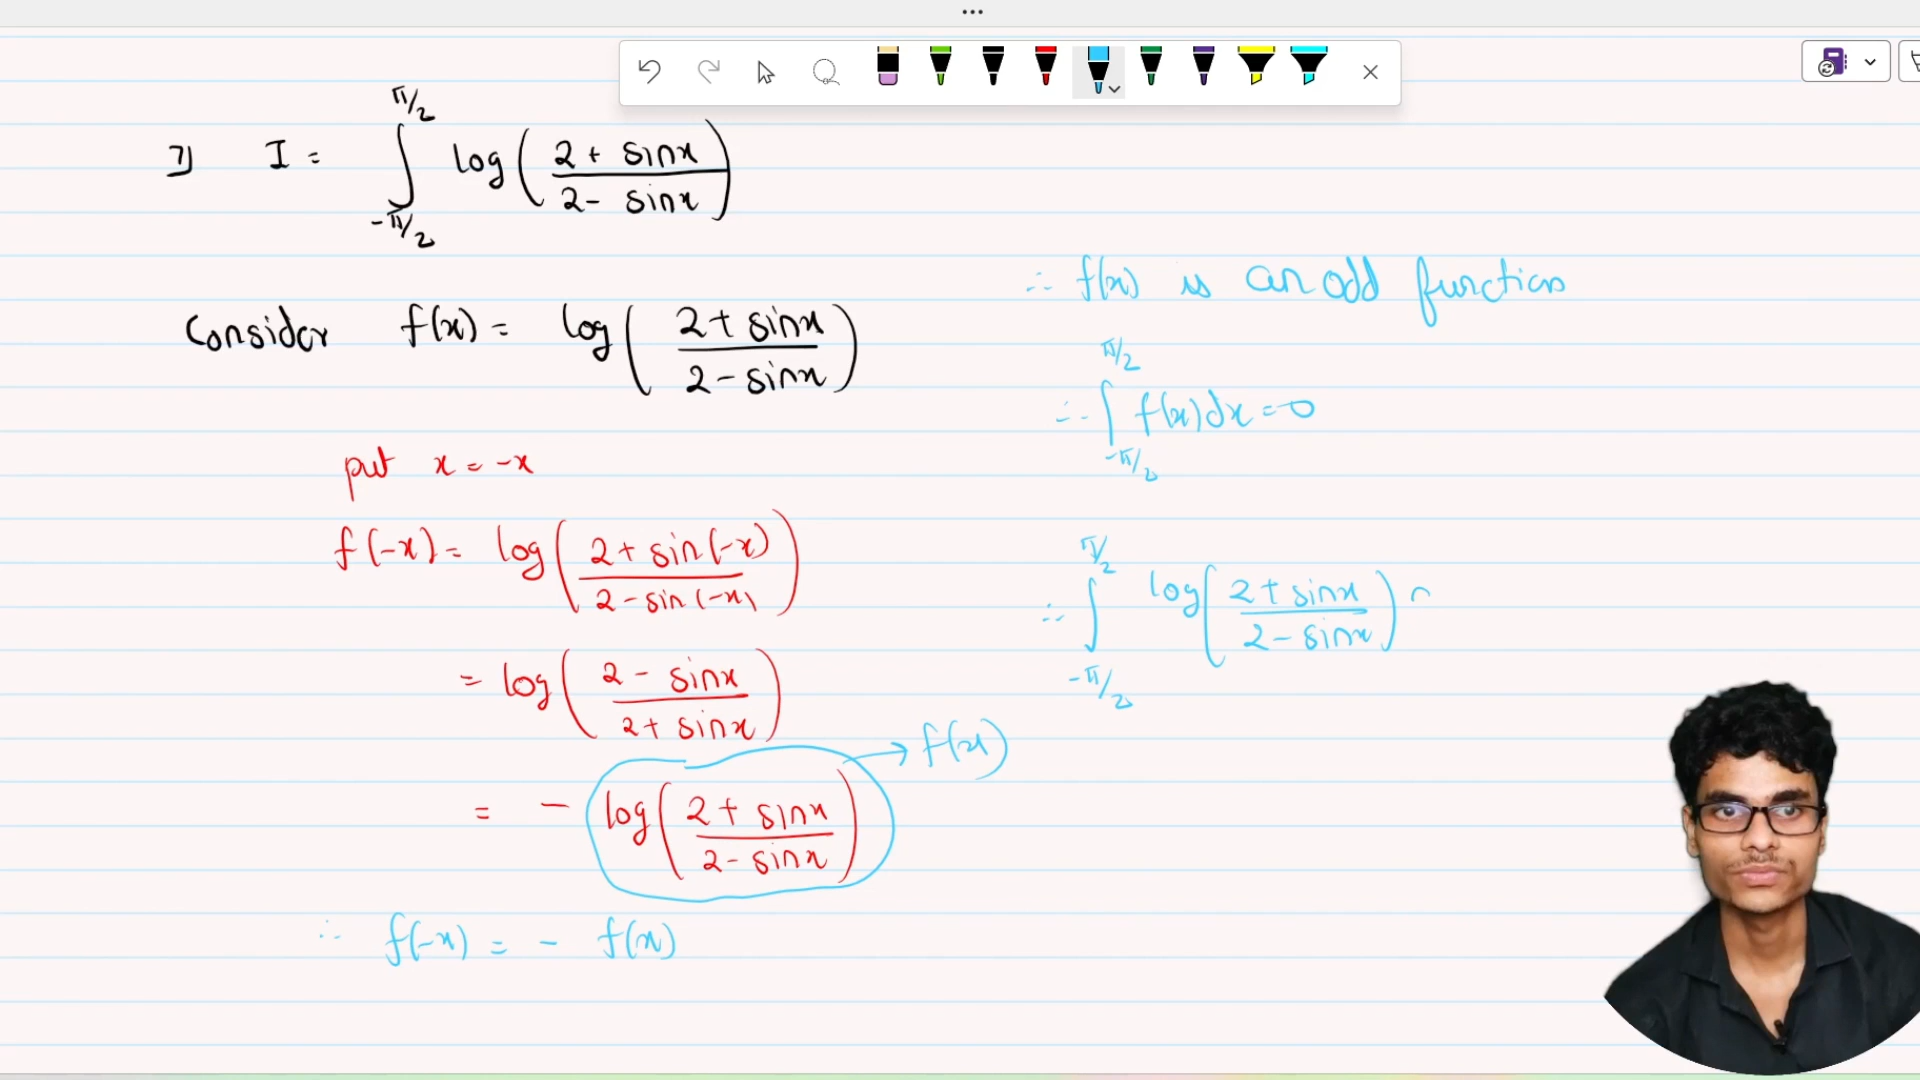 7) I = ∫_{-π/2}^{π/2} log( (2 + sinx) / (2 - sinx) )
Consider f(x) = log( (2 + sinx) / (2 - sinx) )
put x = -x
f(-x) = log( (2 + sin(-x)) / (2 - sin(-x)) )
= log( (2 - sinx) / (2 + sinx) )
= - log( (2 + sinx) / (2 - sinx) ) → f(x)
∴ f(-x) = - f(x)
∴ f(x) is an odd function
∴ ∫_{-π/2}^{π/2} f(x) dx = 0
∴ ∫_{-π/2}^{π/2} log( (2 + sinx) / (2 - sinx) )